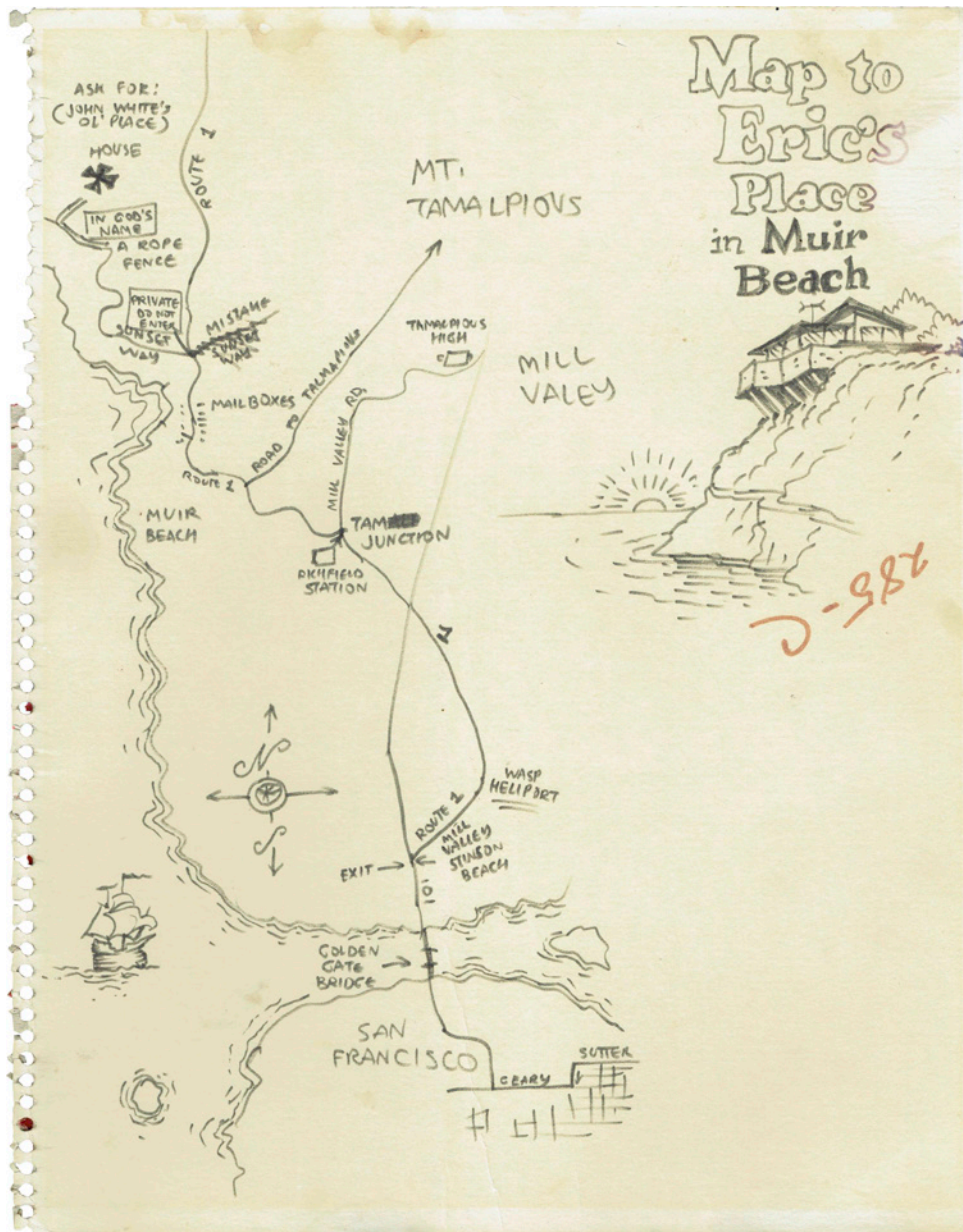 Map to
Eric's
Place
in Muir
Beach
ASK FOR:
(JOHN WHITE'S
OL' PLACE)
HOUSE
ROUTE 1
IN GOD'S
NAME
A ROPE
FENCE
PRIVATE
DO NOT
ENTER
SUNSET
WAY
MISTAKE
SUNSET
WAY
MT.
TAMALPIOUS
TAMALPIOUS
HIGH
MILL
VALEY
MAILBOXES
ROAD TO TALMAPIOUS
MILL VALLEY RD.
ROUTE 1
MUIR
BEACH
TAM
JUNCTION
RICHFIELD
STATION
1
N
S
WASP
HELIPORT
ROUTE 1
MILL
VALLEY
STINSON
BEACH
EXIT
101
GOLDEN
GATE
BRIDGE
SAN
FRANCISCO
SUTTER
GEARY